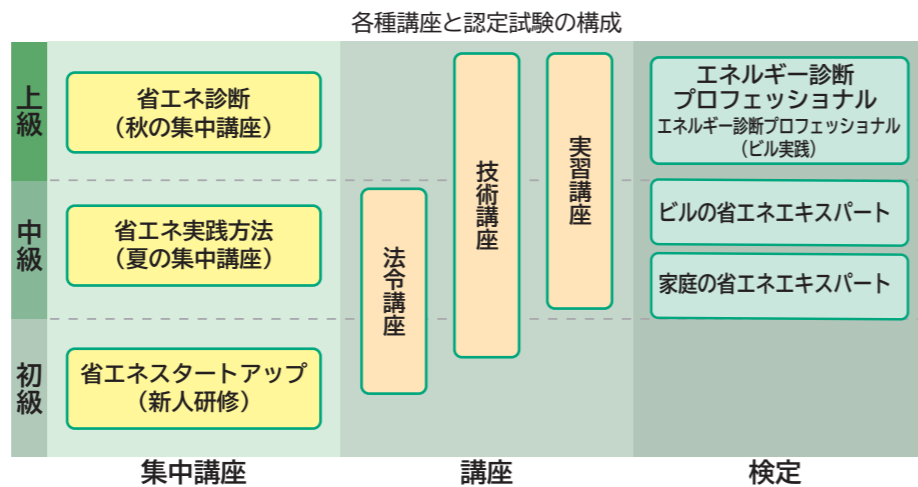 各種講座と認定試験の構成
上級
省エネ診断
（秋の集中講座）
技術講座
実習講座
エネルギー診断
プロフェッショナル
エネルギー診断プロフェッショナル
（ビル実践）
中級
省エネ実践方法
（夏の集中講座）
法令講座
ビルの省エネエキスパート
家庭の省エネエキスパート
初級
省エネスタートアップ
（新人研修）
集中講座
講座
検定